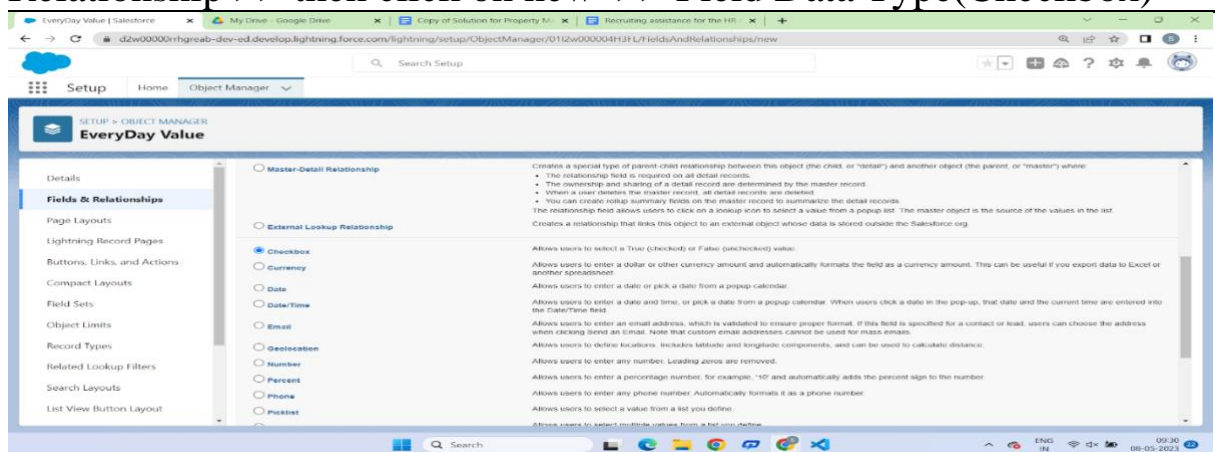 Relationship >> then click on new >> Field Data Type(Checkbox)
EveryDay Value | Salesforce
My Drive - Google Drive
Copy of Solution for Property M
Recruiting assistance for the HR
d2w00000rrhgreab-dev-ed.develop.lightning.force.com/lightning/setup/ObjectManager/01I2w000004H3FL/FieldsAndRelationships/new
Search Setup
Setup Home Object Manager
SETUP > OBJECT MANAGER
EveryDay Value
Details
Fields & Relationships
Page Layouts
Lightning Record Pages
Buttons, Links, and Actions
Compact Layouts
Field Sets
Object Limits
Record Types
Related Lookup Filters
Search Layouts
List View Button Layout
Master-Detail Relationship
Creates a special type of parent-child relationship between this object (the child, or "detail") and another object (the parent, or "master") where:
• The relationship field is required on all detail records.
• The ownership and sharing of a detail record are determined by the master record.
• When a user deletes the master record, all detail records are deleted.
• You can create rollup summary fields on the master record to summarize the detail records.
The relationship field allows users to click on a lookup icon to select a value from a popup list. The master object is the source of the values in the list.
External Lookup Relationship
Creates a relationship that links this object to an external object whose data is stored outside the Salesforce org.
Checkbox
Allows users to select a True (checked) or False (unchecked) value.
Currency
Allows users to enter a dollar or other currency amount and automatically formats the field as a currency amount. This can be useful if you export data to Excel or
another spreadsheet.
Date
Allows users to enter a date or pick a date from a popup calendar.
Date/Time
Allows users to enter a date and time, or pick a date from a popup calendar. When users click a date in the pop-up, that date and the current time are entered into
the Date/Time field.
Email
Allows users to enter an email address, which is validated to ensure proper format. If this field is specified for a contact or lead, users can choose the address
when clicking Send an Email. Note that custom email addresses cannot be used for mass emails.
Geolocation
Allows users to define locations. Includes latitude and longitude components, and can be used to calculate distance.
Number
Allows users to enter any number. Leading zeros are removed.
Percent
Allows users to enter a percentage number, for example, '10' and automatically adds the percent sign to the number.
Phone
Allows users to enter any phone number. Automatically formats it as a phone number.
Picklist
Allows users to select a value from a list you define.
Allows users to select multiple values from a list you define.
Search
ENG
IN
09:30
08-05-2023